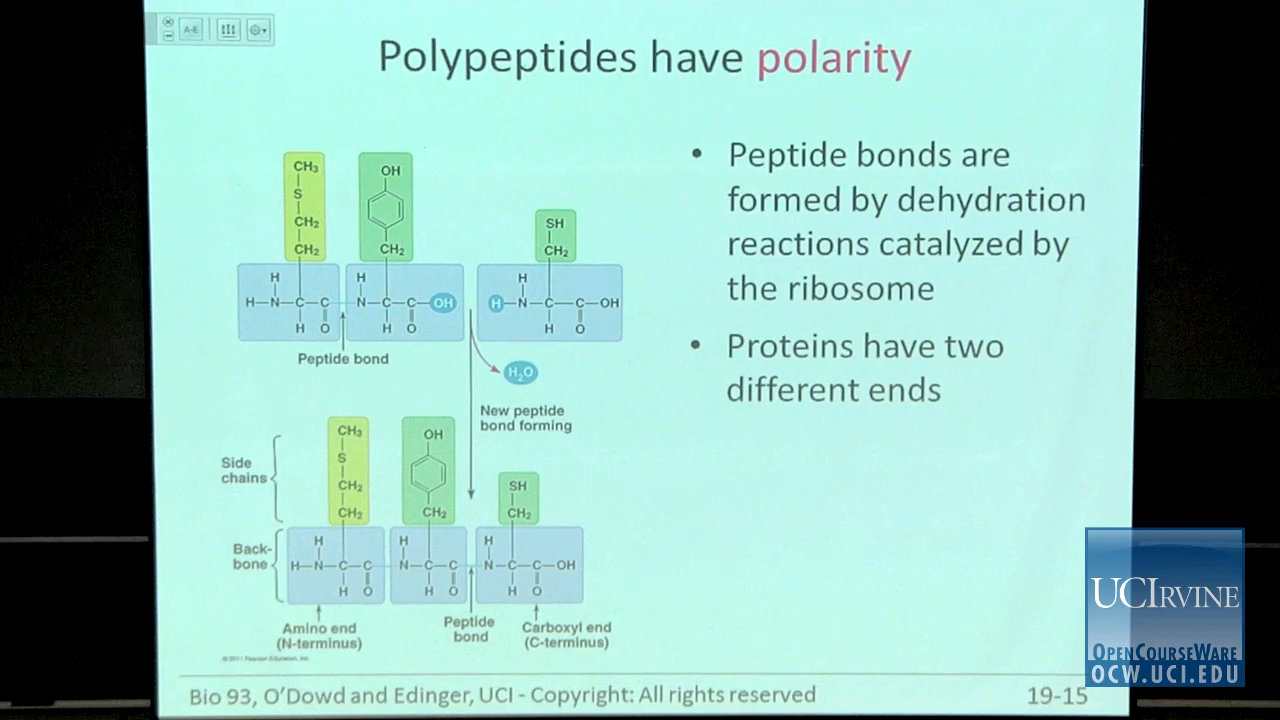 A-E
Polypeptides have polarity
• Peptide bonds are
formed by dehydration
reactions catalyzed by
the ribosome
• Proteins have two
different ends
CH₃
S
CH₂
CH₂
OH
CH₂
SH
CH₂
H
H—N—C—C
H O
H
N—C—C—OH
H O
H
H—N—C—C—OH
H O
Peptide bond
H₂O
New peptide
bond forming
Side
chains
CH₃
S
CH₂
CH₂
OH
CH₂
SH
CH₂
Back-
bone
H
H—N—C—C
H O
H
N—C—C
H O
H
N—C—C—OH
H O
Amino end
(N-terminus)
Peptide
bond
Carboxyl end
(C-terminus)
© 2011 Pearson Education, Inc.
Bio 93, O'Dowd and Edinger, UCI - Copyright: All rights reserved
19-15
UCIRVINE
OPENCOURSEWARE
OCW.UCI.EDU